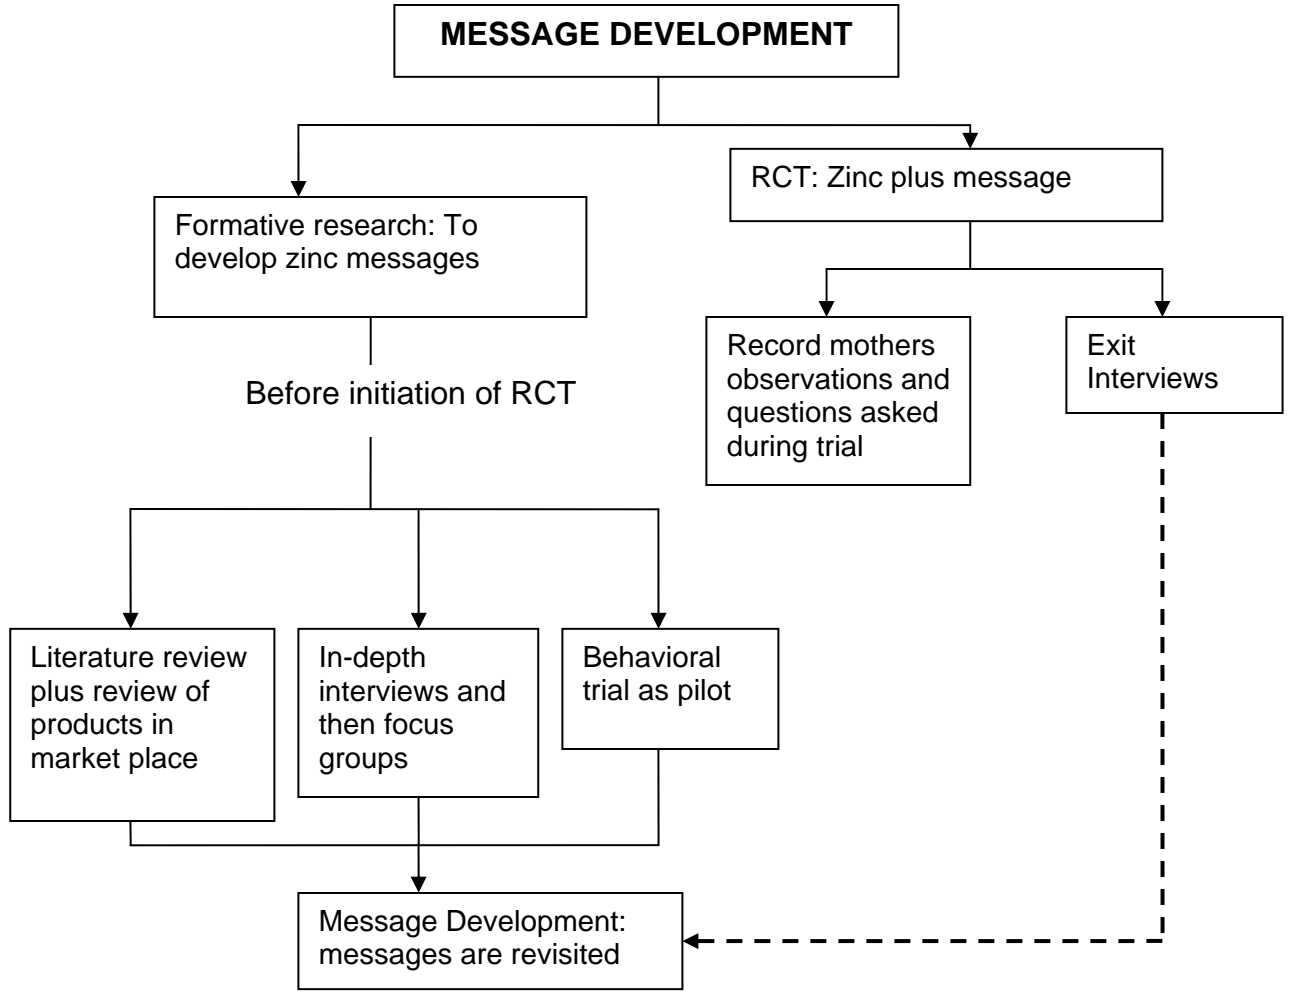 MESSAGE DEVELOPMENT
RCT: Zinc plus message
Formative research: To
develop zinc messages
Record mothers
observations and
questions asked
during trial
Exit
Interviews
Before initiation of RCT
Literature review
plus review of
products in
market place
In-depth
interviews and
then focus
groups
Behavioral
trial as pilot
Message Development:
messages are revisited